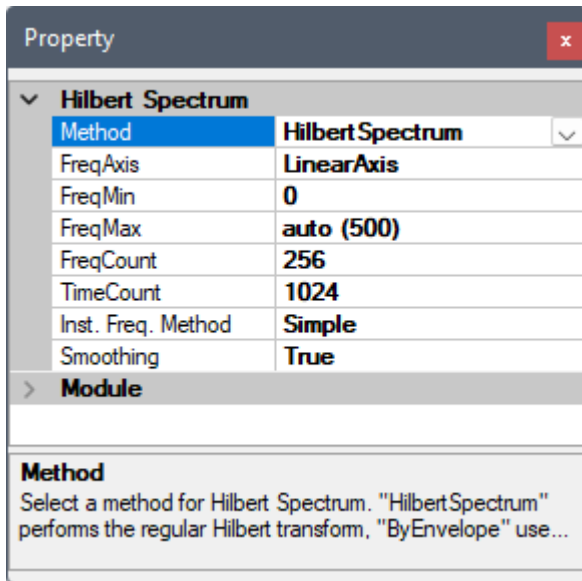 Property
x
Hilbert Spectrum
Method HilbertSpectrum
FreqAxis LinearAxis
FreqMin 0
FreqMax auto (500)
FreqCount 256
TimeCount 1024
Inst. Freq. Method Simple
Smoothing True
Module
Method
Select a method for Hilbert Spectrum. "HilbertSpectrum"
performs the regular Hilbert transform, "ByEnvelope" use...